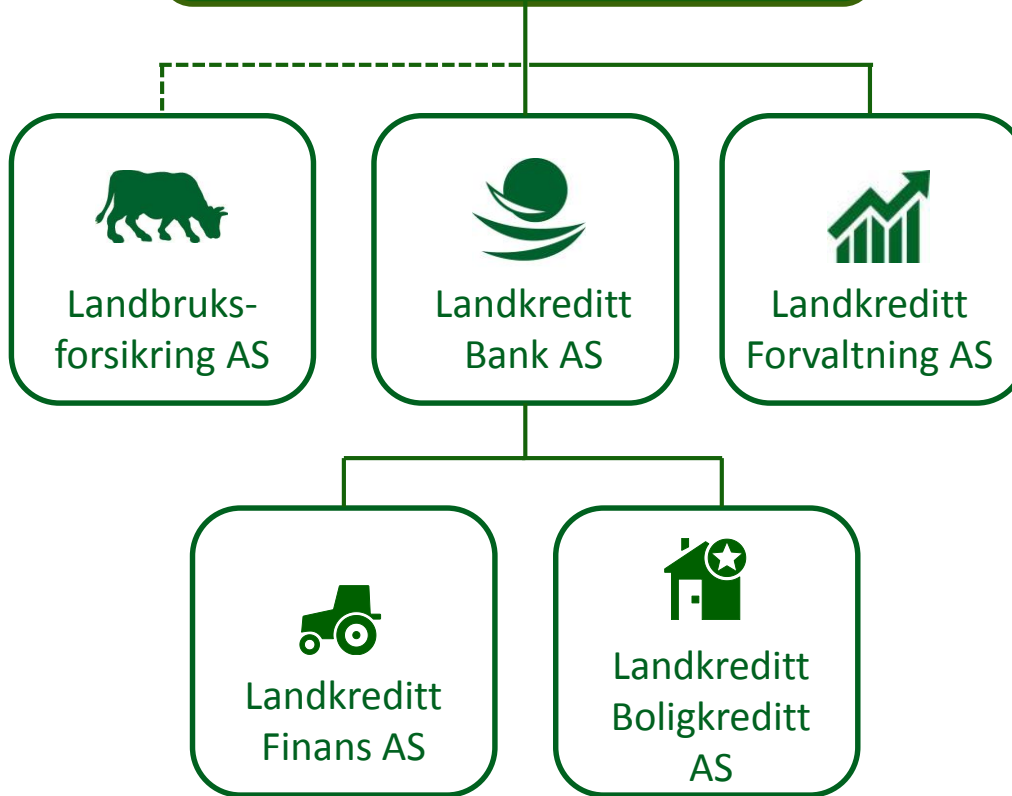 Landbruks-
forsikring AS
Landkreditt
Bank AS
Landkreditt
Forvaltning AS
Landkreditt
Finans AS
Landkreditt
Boligkreditt
AS